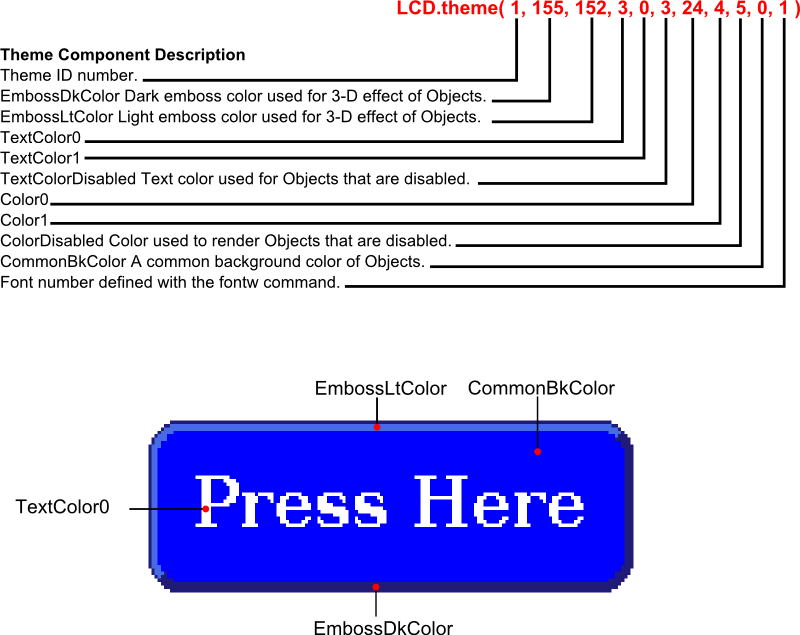 LCD.theme( 1, 155, 152, 3, 0, 3, 24, 4, 5, 0, 1 )
Theme Component Description
Theme ID number.
EmbossDkColor Dark emboss color used for 3-D effect of Objects.
EmbossLtColor Light emboss color used for 3-D effect of Objects.
TextColor0
TextColor1
TextColorDisabled Text color used for Objects that are disabled.
Color0
Color1
ColorDisabled Color used to render Objects that are disabled.
CommonBkColor A common background color of Objects.
Font number defined with the fontw command.
EmbossLtColor CommonBkColor
Press Here
TextColor0
EmbossDkColor